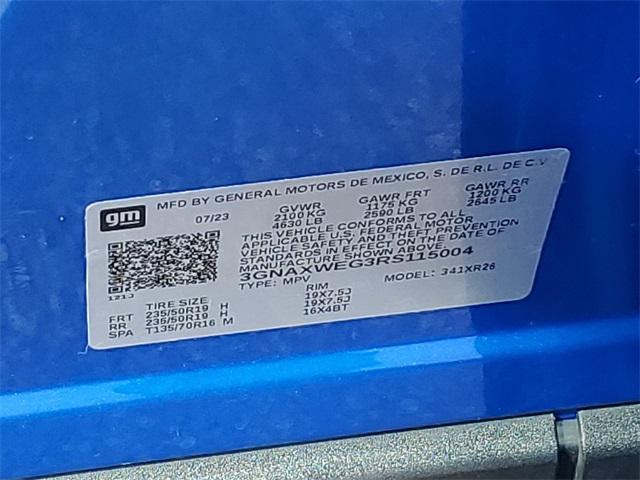 gm
MFD BY GENERAL MOTORS DE MEXICO, S. DE R.L. DE C.V
07/23
GVWR GAWR FRT GAWR RR
2100 KG 1175 KG 1200 KG
4630 LB 2590 LB 2645 LB
THIS VEHICLE CONFORMS TO ALL
APPLICABLE U.S. FEDERAL MOTOR
VEHICLE SAFETY AND THEFT PREVENTION
STANDARDS IN EFFECT ON THE DATE OF
MANUFACTURE SHOWN ABOVE.
3GNAXWEG3RS115004
TYPE: MPV MODEL: 341XR26
121J
TIRE SIZE RIM
FRT 235/50R19 H 19X7.5J
RR 235/50R19 H 19X7.5J
SPA T135/70R16 M 16X4BT